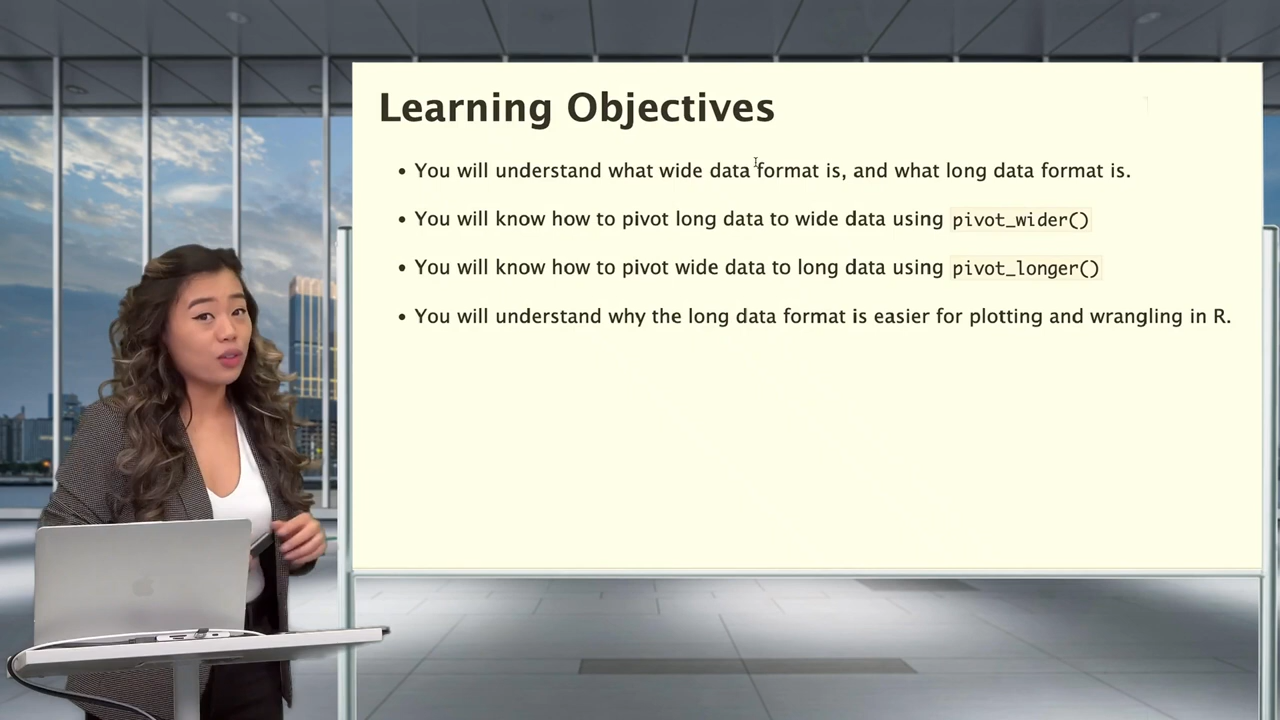 Learning Objectives
• You will understand what wide data format is, and what long data format is.
• You will know how to pivot long data to wide data using pivot_wider()
• You will know how to pivot wide data to long data using pivot_longer()
• You will understand why the long data format is easier for plotting and wrangling in R.